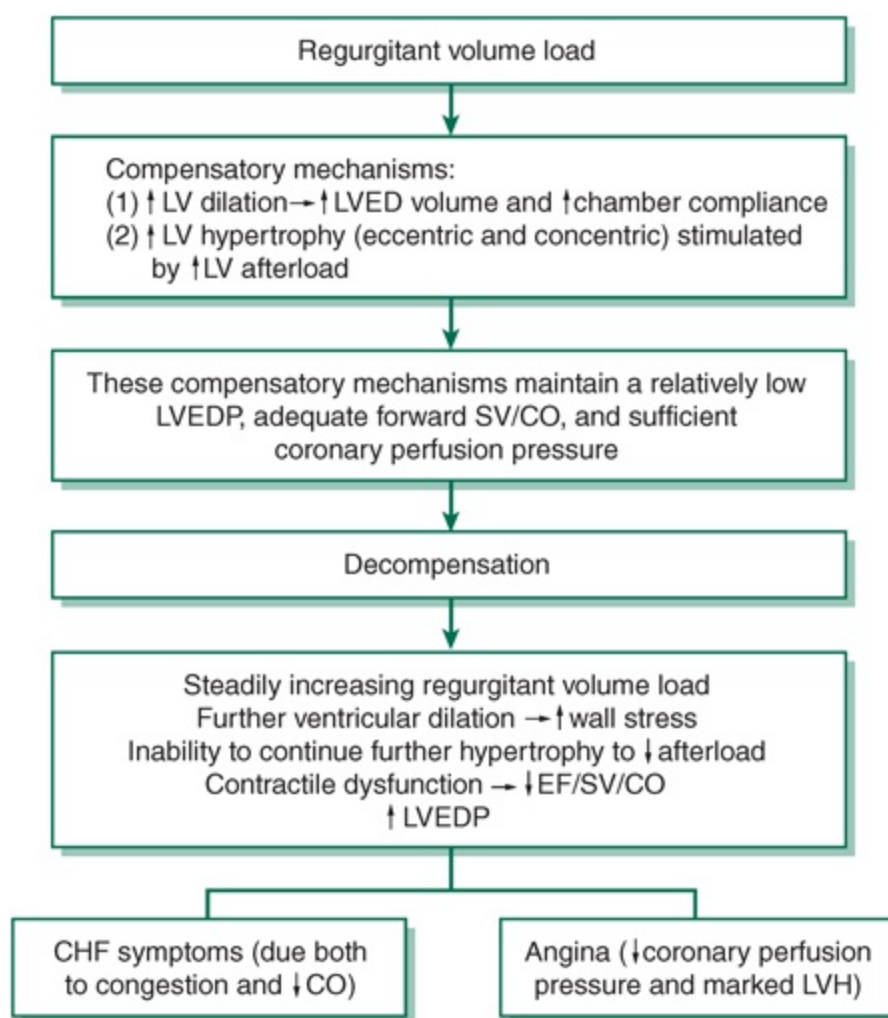 Regurgitant volume load
Compensatory mechanisms:
(1) ↑ LV dilation → ↑ LVED volume and ↑ chamber compliance
(2) ↑ LV hypertrophy (eccentric and concentric) stimulated
by ↑ LV afterload
These compensatory mechanisms maintain a relatively low
LVEDP, adequate forward SV/CO, and sufficient
coronary perfusion pressure
Decompensation
Steadily increasing regurgitant volume load
Further ventricular dilation → ↑ wall stress
Inability to continue further hypertrophy to ↓ afterload
Contractile dysfunction → ↓ EF/SV/CO
↑ LVEDP
CHF symptoms (due both
to congestion and ↓ CO)
Angina (↓ coronary perfusion
pressure and marked LVH)